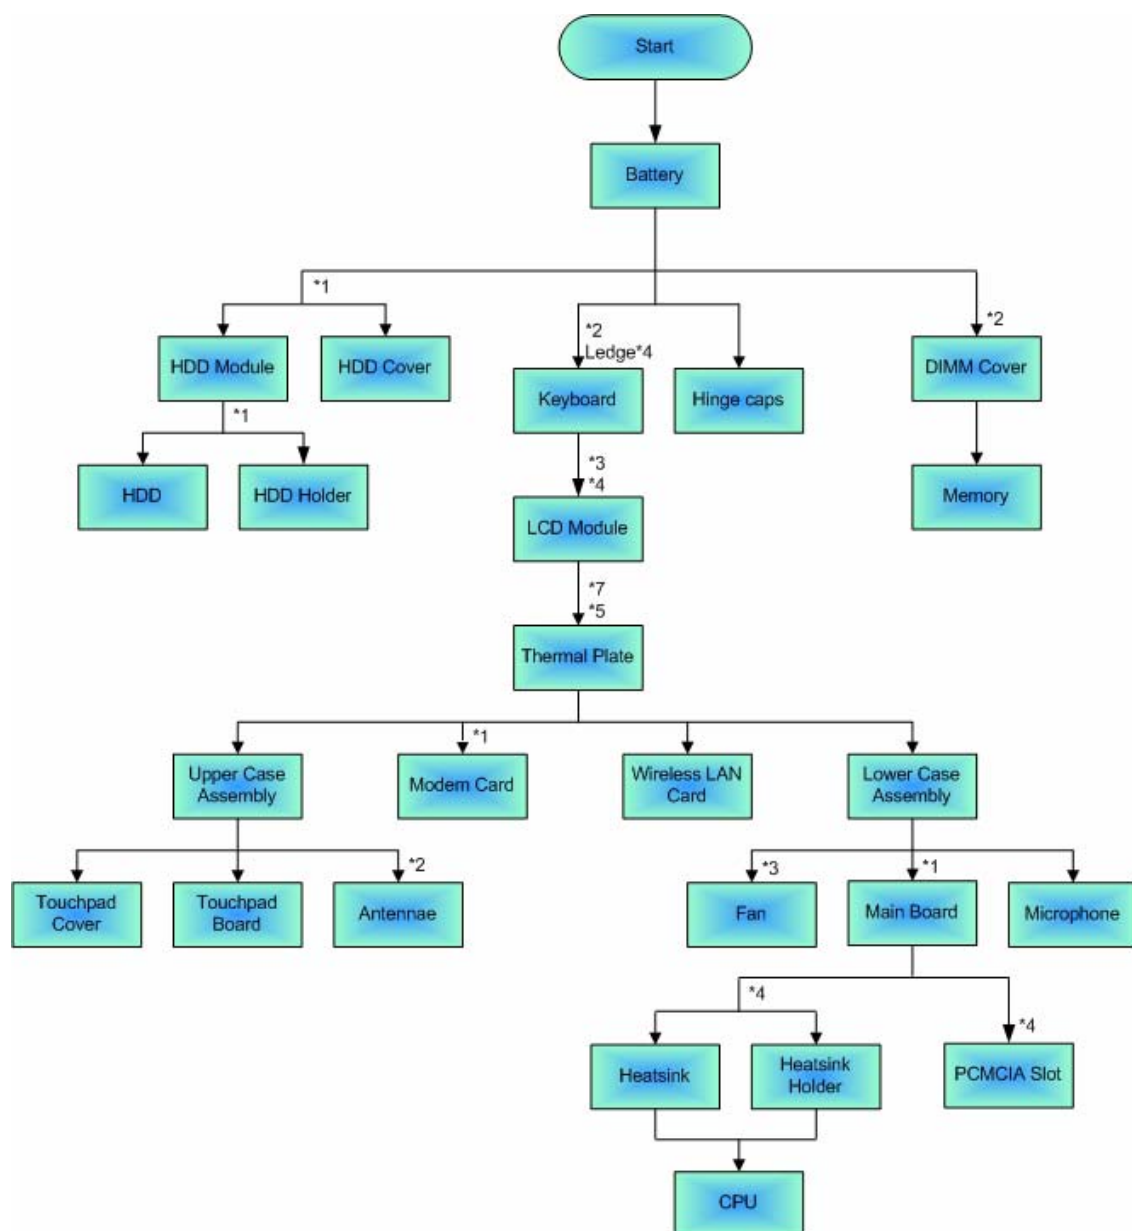 Start
Battery
*1
*2
*2
Ledge*4
HDD Module
HDD Cover
Keyboard
Hinge caps
DIMM Cover
*1
HDD
HDD Holder
*3
*4
Memory
LCD Module
*7
*5
Thermal Plate
*1
Upper Case
Assembly
Modem Card
Wireless LAN
Card
Lower Case
Assembly
*2
*3
*1
Touchpad
Cover
Touchpad
Board
Antennae
Fan
Main Board
Microphone
*4
*4
Heatsink
Heatsink
Holder
PCMCIA Slot
CPU